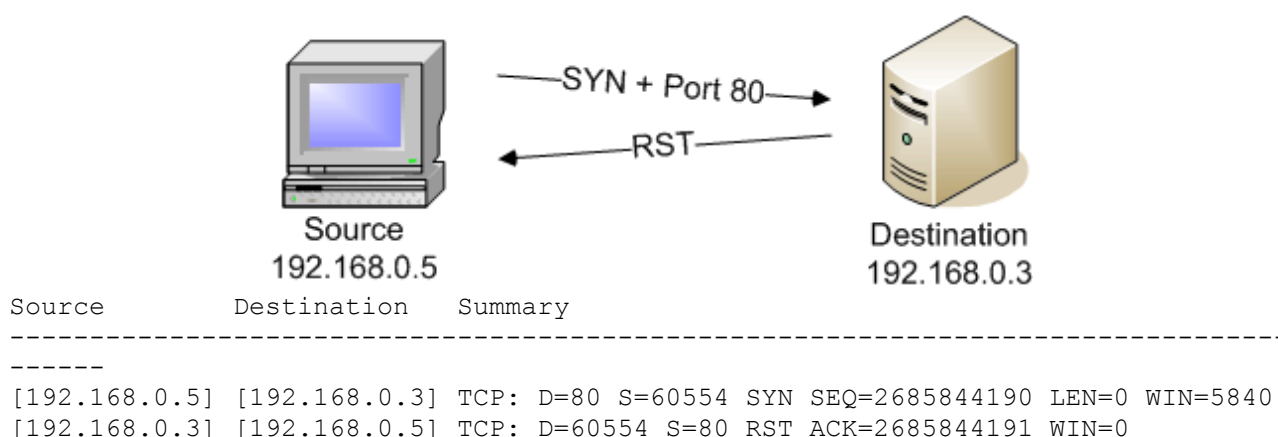 SYN + Port 80
RST
Source
192.168.0.5
Destination
192.168.0.3
Source Destination Summary
--------------------------------------------------------------------------------
------
[192.168.0.5] [192.168.0.3] TCP: D=80 S=60554 SYN SEQ=2685844190 LEN=0 WIN=5840
[192.168.0.3] [192.168.0.5] TCP: D=60554 S=80 RST ACK=2685844191 WIN=0